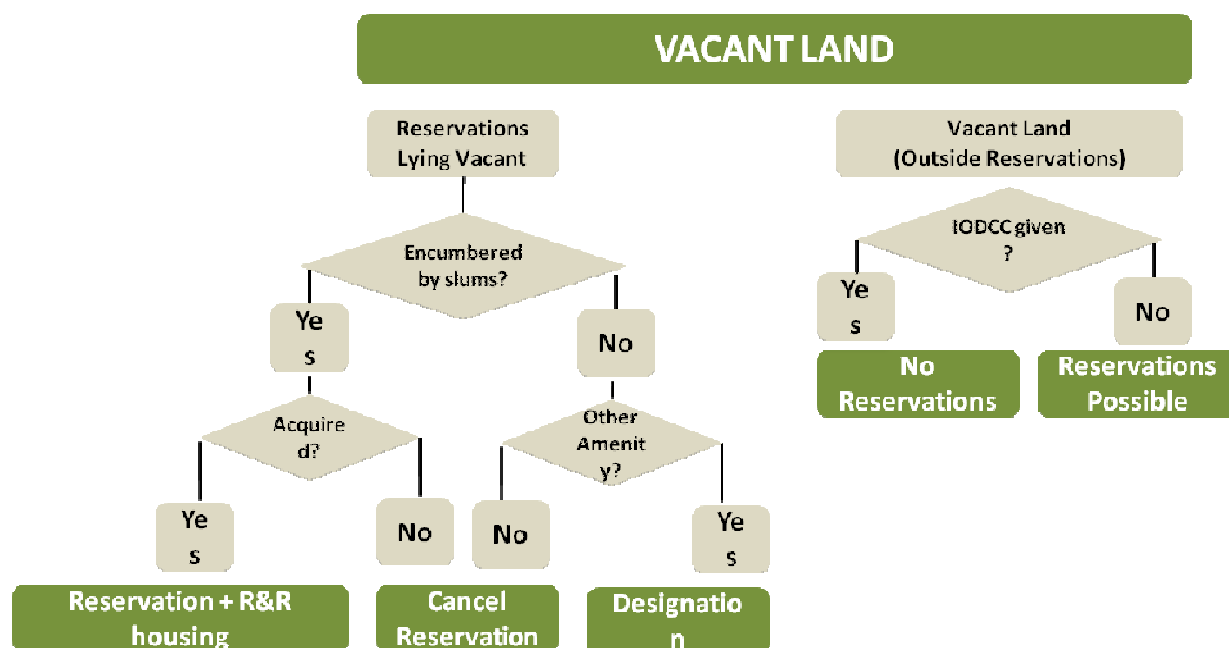 VACANT LAND
Reservations
Lying Vacant
Vacant Land
(Outside Reservations)
Encumbered
by slums?
IODCC given
?
Ye
s
No
Ye
s
No
No
Reservations
Reservations
Possible
Acquire
d?
Other
Amenit
y?
Ye
s
No
No
Ye
s
Reservation + R&R
housing
Cancel
Reservation
Designatio
n